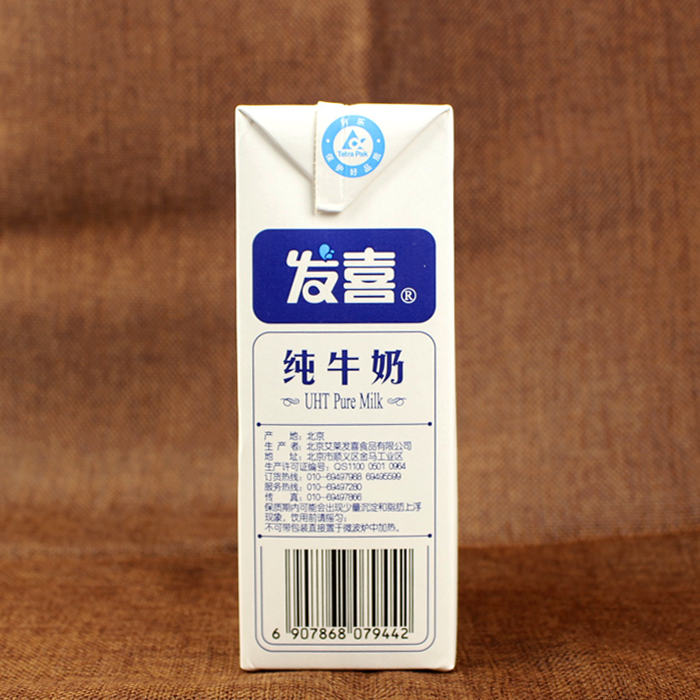 利乐
Tetra Pak
保护好品质
发喜®
纯牛奶
UHT Pure Milk
产 地：北京
生产者：北京艾莱发喜食品有限公司
地 址：北京市顺义区金马工业区
生产许可证编号：QS1100 0501 0964
订货热线：010-69497988 69495599
服务热线：010-69497280
传 真：010-69497866
保质期内可能会出现少量沉淀和脂肪上浮
现象，饮用前请摇匀；
不可带包装直接置于微波炉中加热。
6 907868 079442